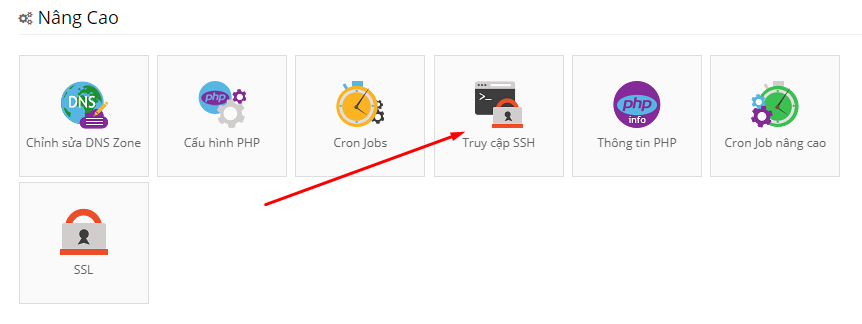 Nâng Cao
DNS
php
>_
php
info
Chỉnh sửa DNS Zone
Cấu hình PHP
Cron Jobs
Truy cập SSH
Thông tin PHP
Cron Job nâng cao
SSL